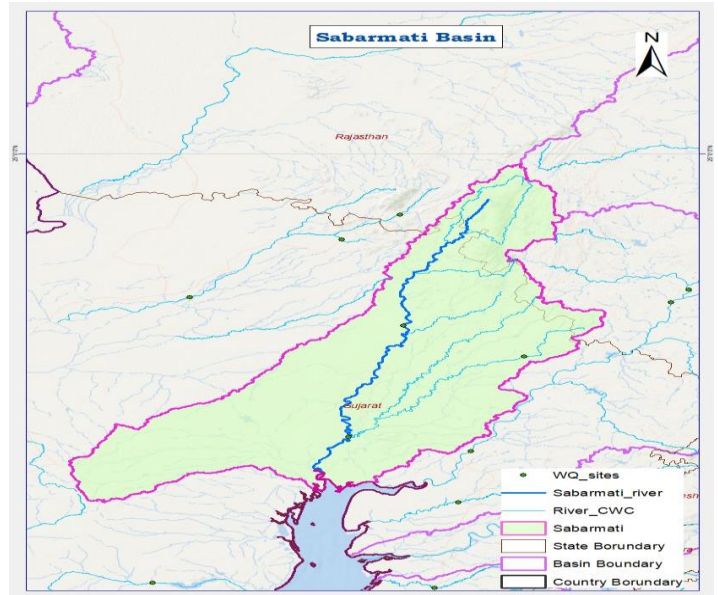 Sabarmati Basin
N
Rajasthan
Gujarat
WQ_sites
Sabarmati_river
River_CWC
Sabarmati
State Borundary
Basin Boundary
Country Borundary